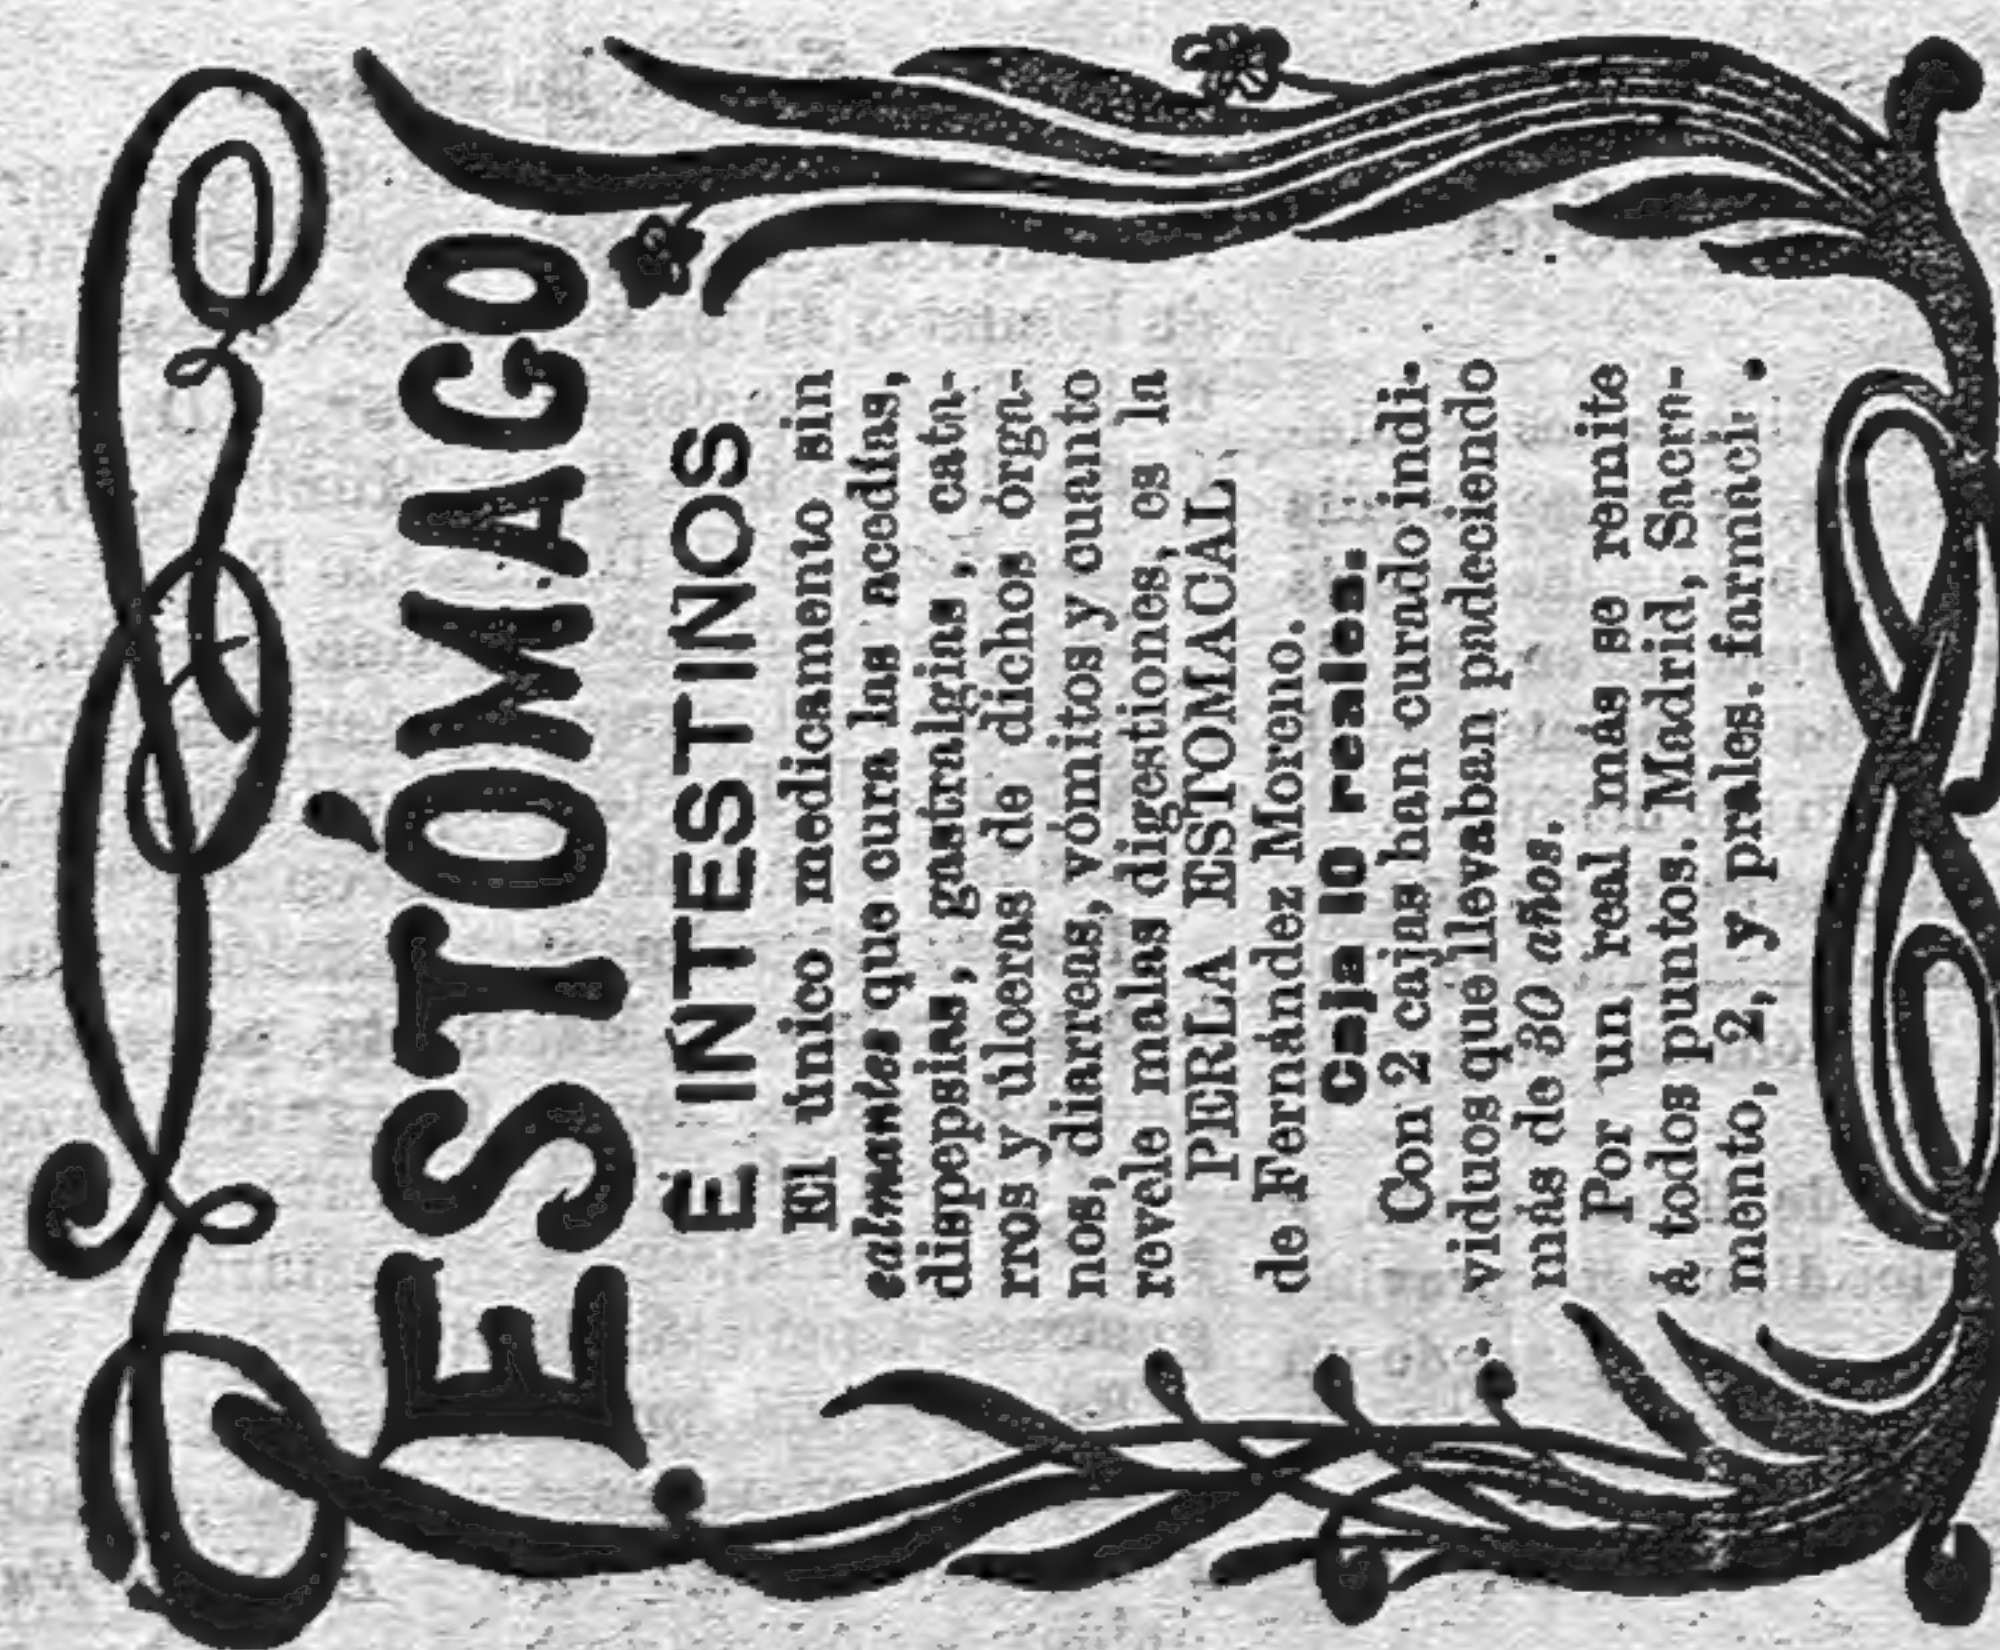 ESTÓMAGO
É INTESTINOS
El único medicamento sin
calmantes que cura las acedías,
dispepsias, gastralgias, cata-
rros y úlceras de dichos órga-
nos, diarreas, vómitos y cuanto
revele malas digestiones, es la
PERLA ESTOMACAL
de Fernández Moreno.
Caja 10 reales.
Con 2 cajas han curado indi-
viduos que llevaban padeciendo
más de 30 años.
Por un real más se remite
á todos puntos. Madrid, Sacra-
mento, 2, y prales.